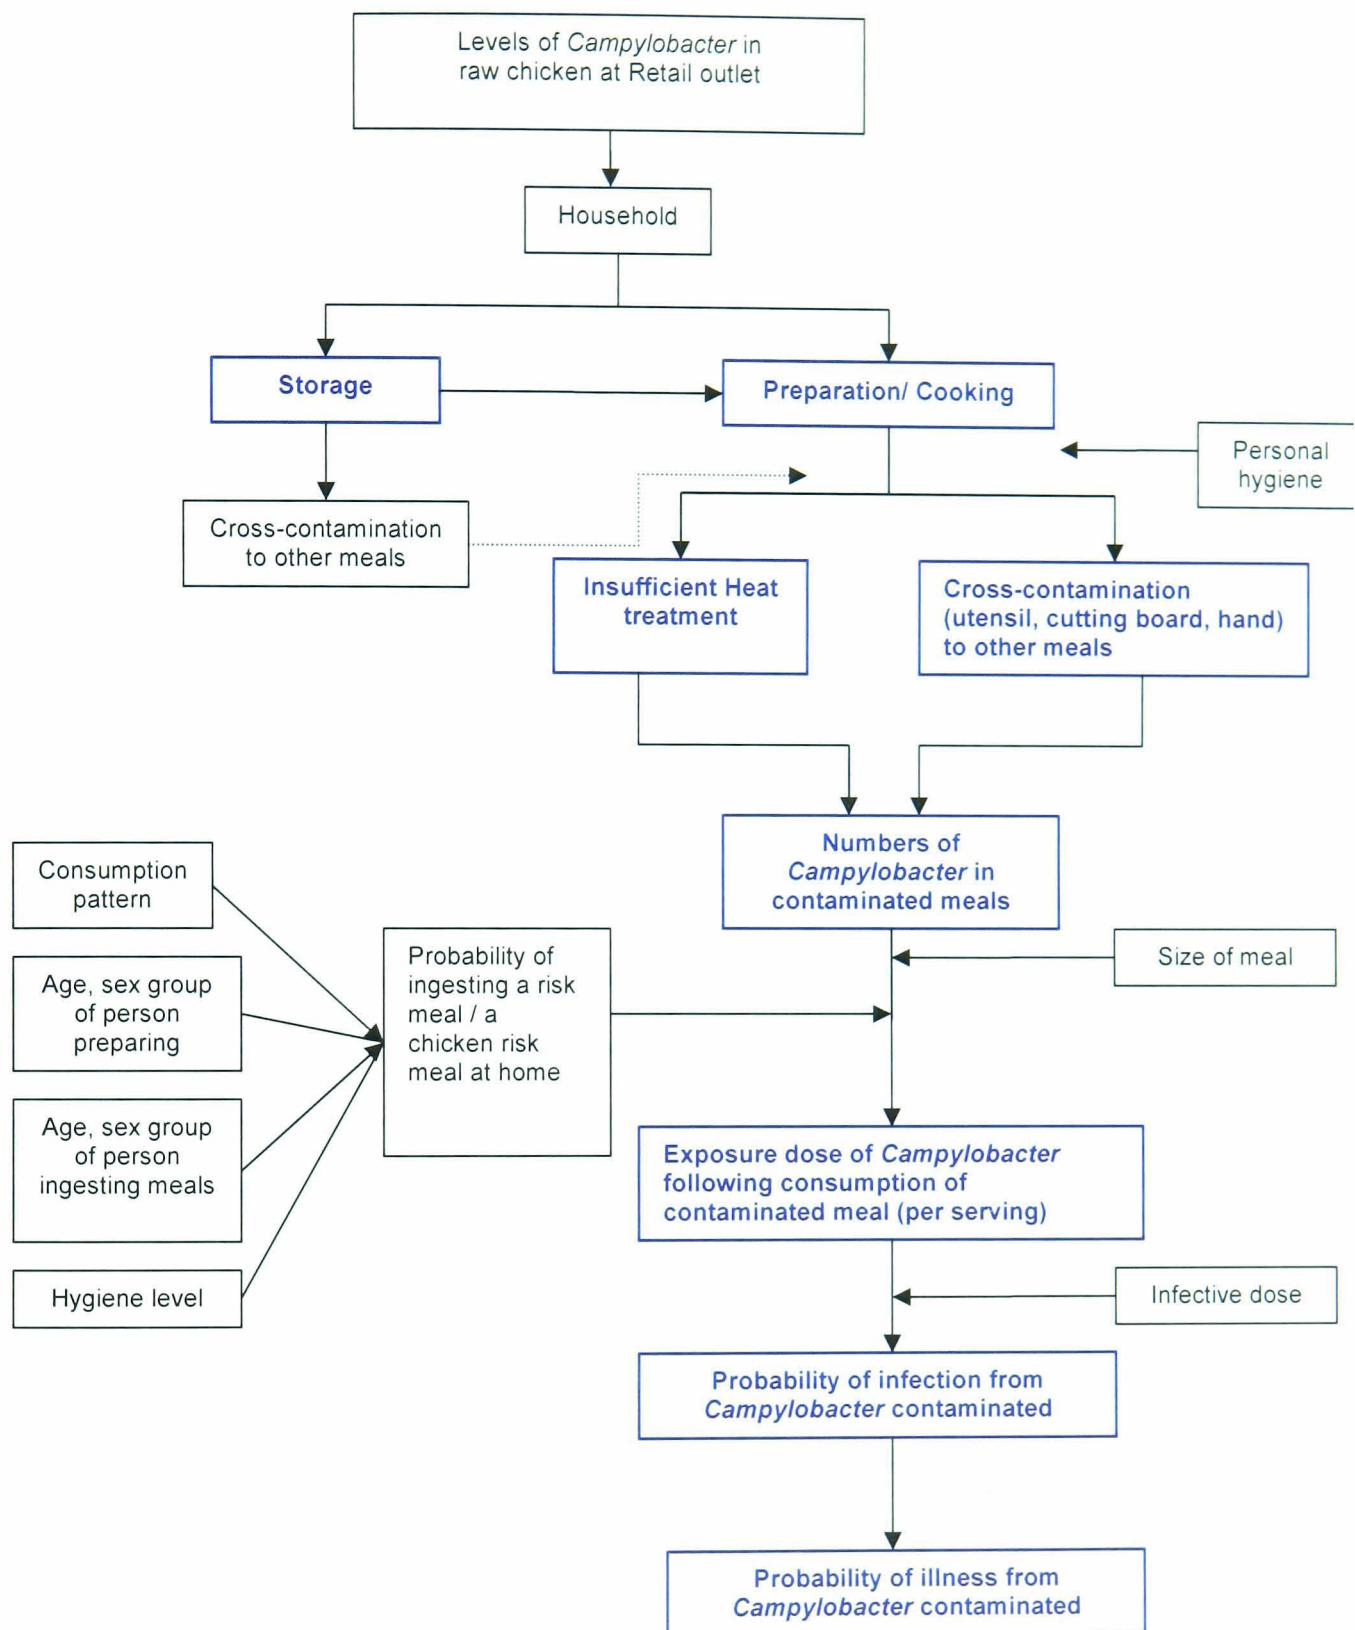 Levels of Campylobacter in
raw chicken at Retail outlet
Household
Storage
Preparation/ Cooking
Personal
hygiene
Cross-contamination
to other meals
Insufficient Heat
treatment
Cross-contamination
(utensil, cutting board, hand)
to other meals
Numbers of
Campylobacter in
contaminated meals
Consumption
pattern
Probability of
ingesting a risk
meal / a
chicken risk
meal at home
Size of meal
Age, sex group
of person
preparing
Age, sex group
of person
ingesting meals
Exposure dose of Campylobacter
following consumption of
contaminated meal (per serving)
Hygiene level
Infective dose
Probability of infection from
Campylobacter contaminated
Probability of illness from
Campylobacter contaminated